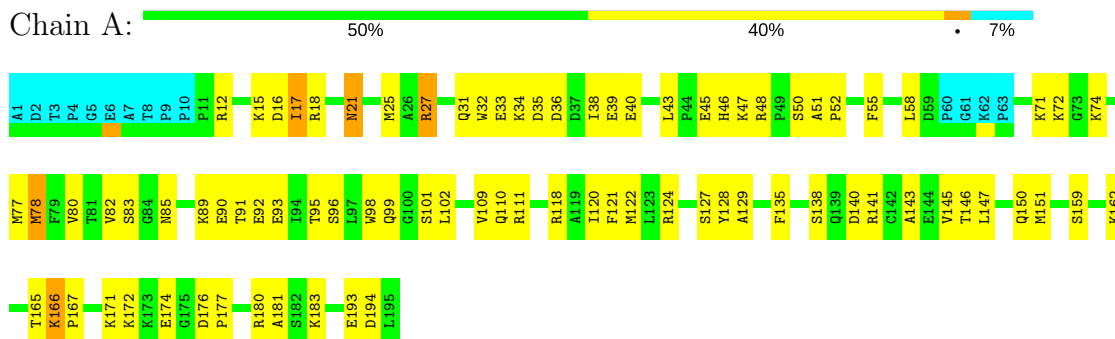 Chain A:
50% 40% • 7%
A1 D2 T3 P4 G5 E6 A7 T8 P9 P10 P11 R12 K15 D16 I17 R18 N21 M25 A26 R27 Q31 W32 E33 K34 D35 D36 D37 I38 E39 E40 L43 P44 E45 H46 K47 R48 P49 S50 A51 P52 F55 L58 D59 P60 G61 K62 P63 K71 K72 G73 K74
M77 M78 F79 V80 T81 V82 S83 G84 N85 K89 E90 T91 E92 E93 I94 T95 S96 L97 W98 Q99 G100 S101 L102 V109 Q110 R111 R118 A119 I120 F121 M122 L123 R124 S127 Y128 A129 F135 S138 Q139 D140 R141 C142 A143 E144 V145 T146 L147 Q150 M151 S159
T165 K166 P167 K171 K172 K173 E174 G175 D176 P177 R180 A181 S182 K183 E193 D194 L195